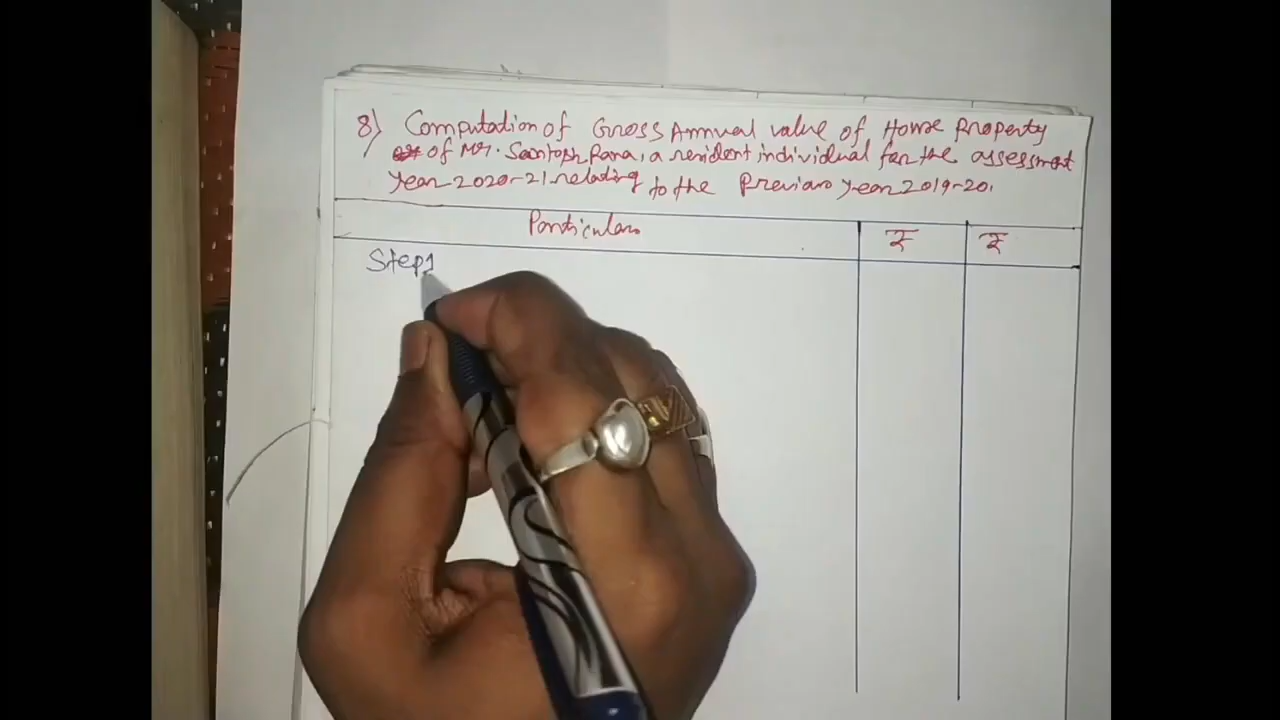 8) Computation of Gross Annual value of House Property
of Mr. Santosh Rana, a resident individual for the assessment
Year 2020-21 relating to the Previous year 2019-20.
Particulars ₹ ₹
Step1